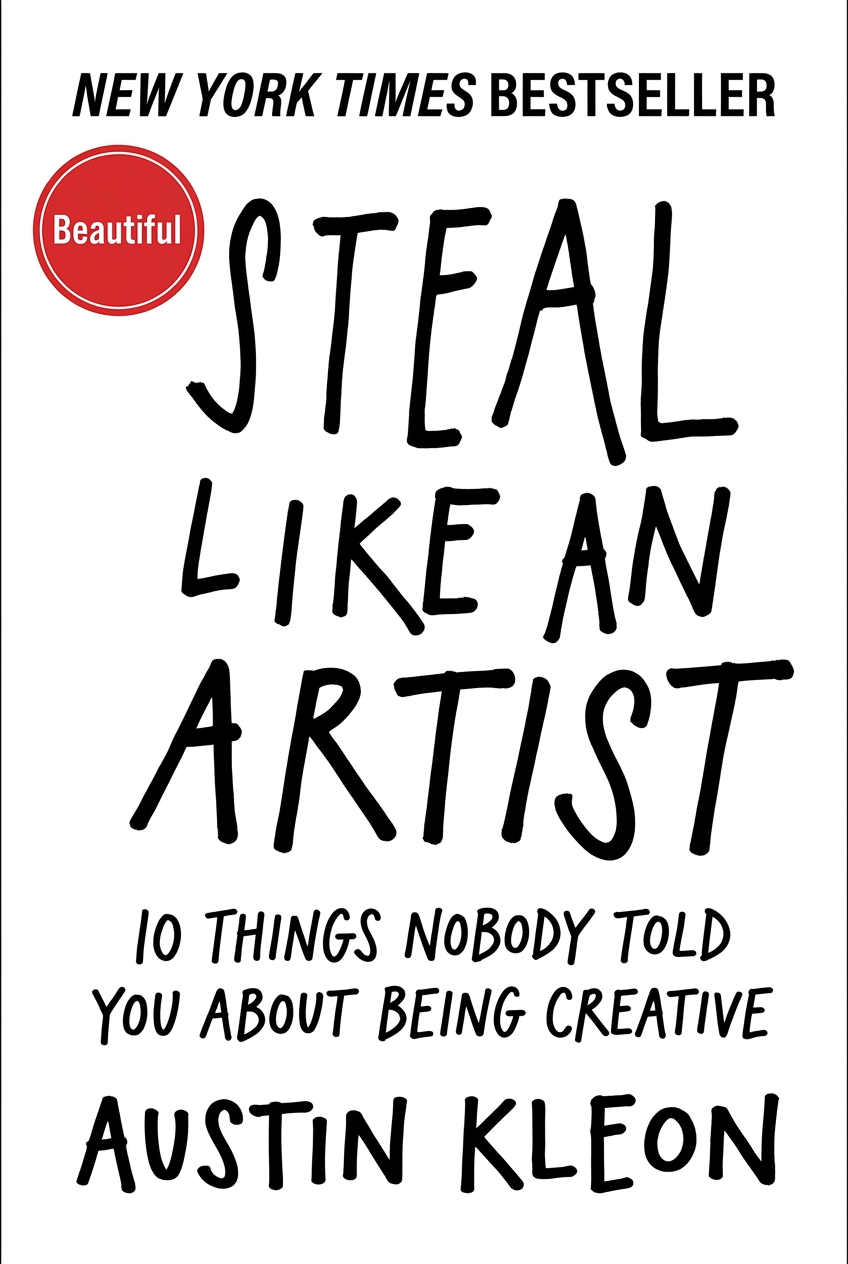 NEW YORK TIMES BESTSELLER
Beautiful
STEAL
LIKE AN
ARTIST
10 THINGS NOBODY TOLD
YOU ABOUT BEING CREATIVE
AUSTIN KLEON